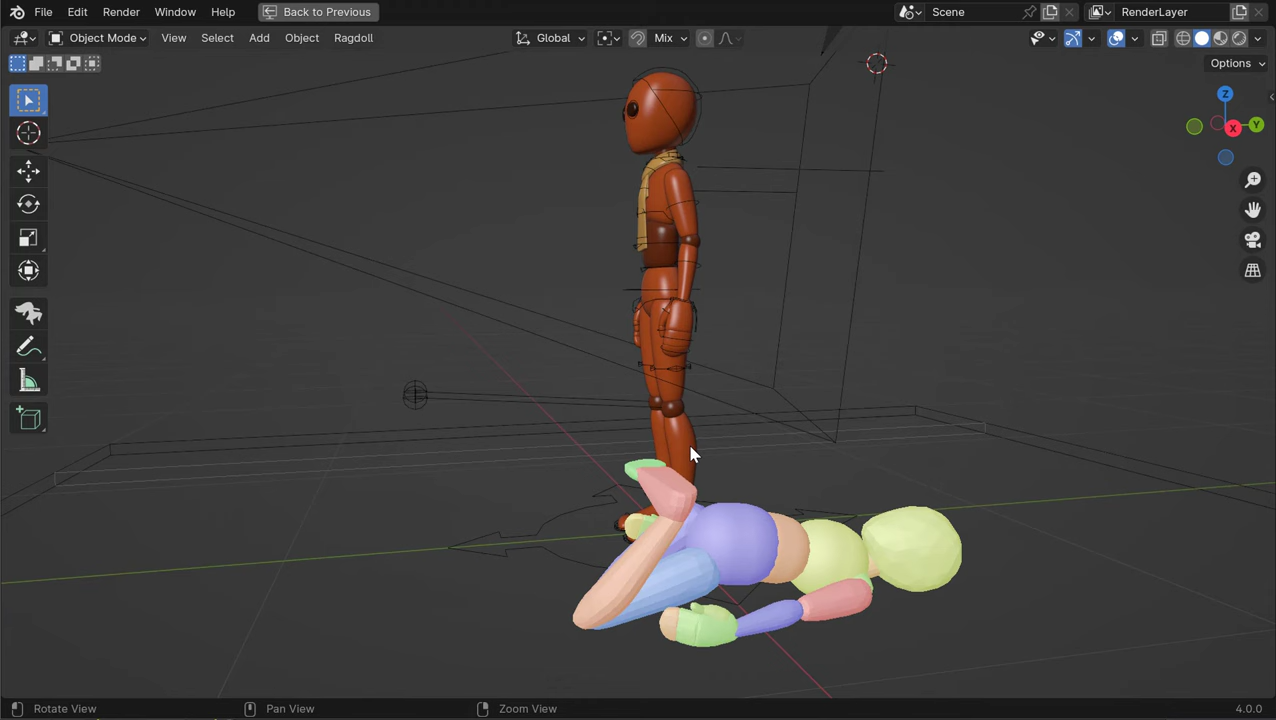 File Edit Render Window Help Back to Previous Scene RenderLayer
Object Mode View Select Add Object Ragdoll Global Mix
Options
Z
X
Y
Rotate View Pan View Zoom View 4.0.0